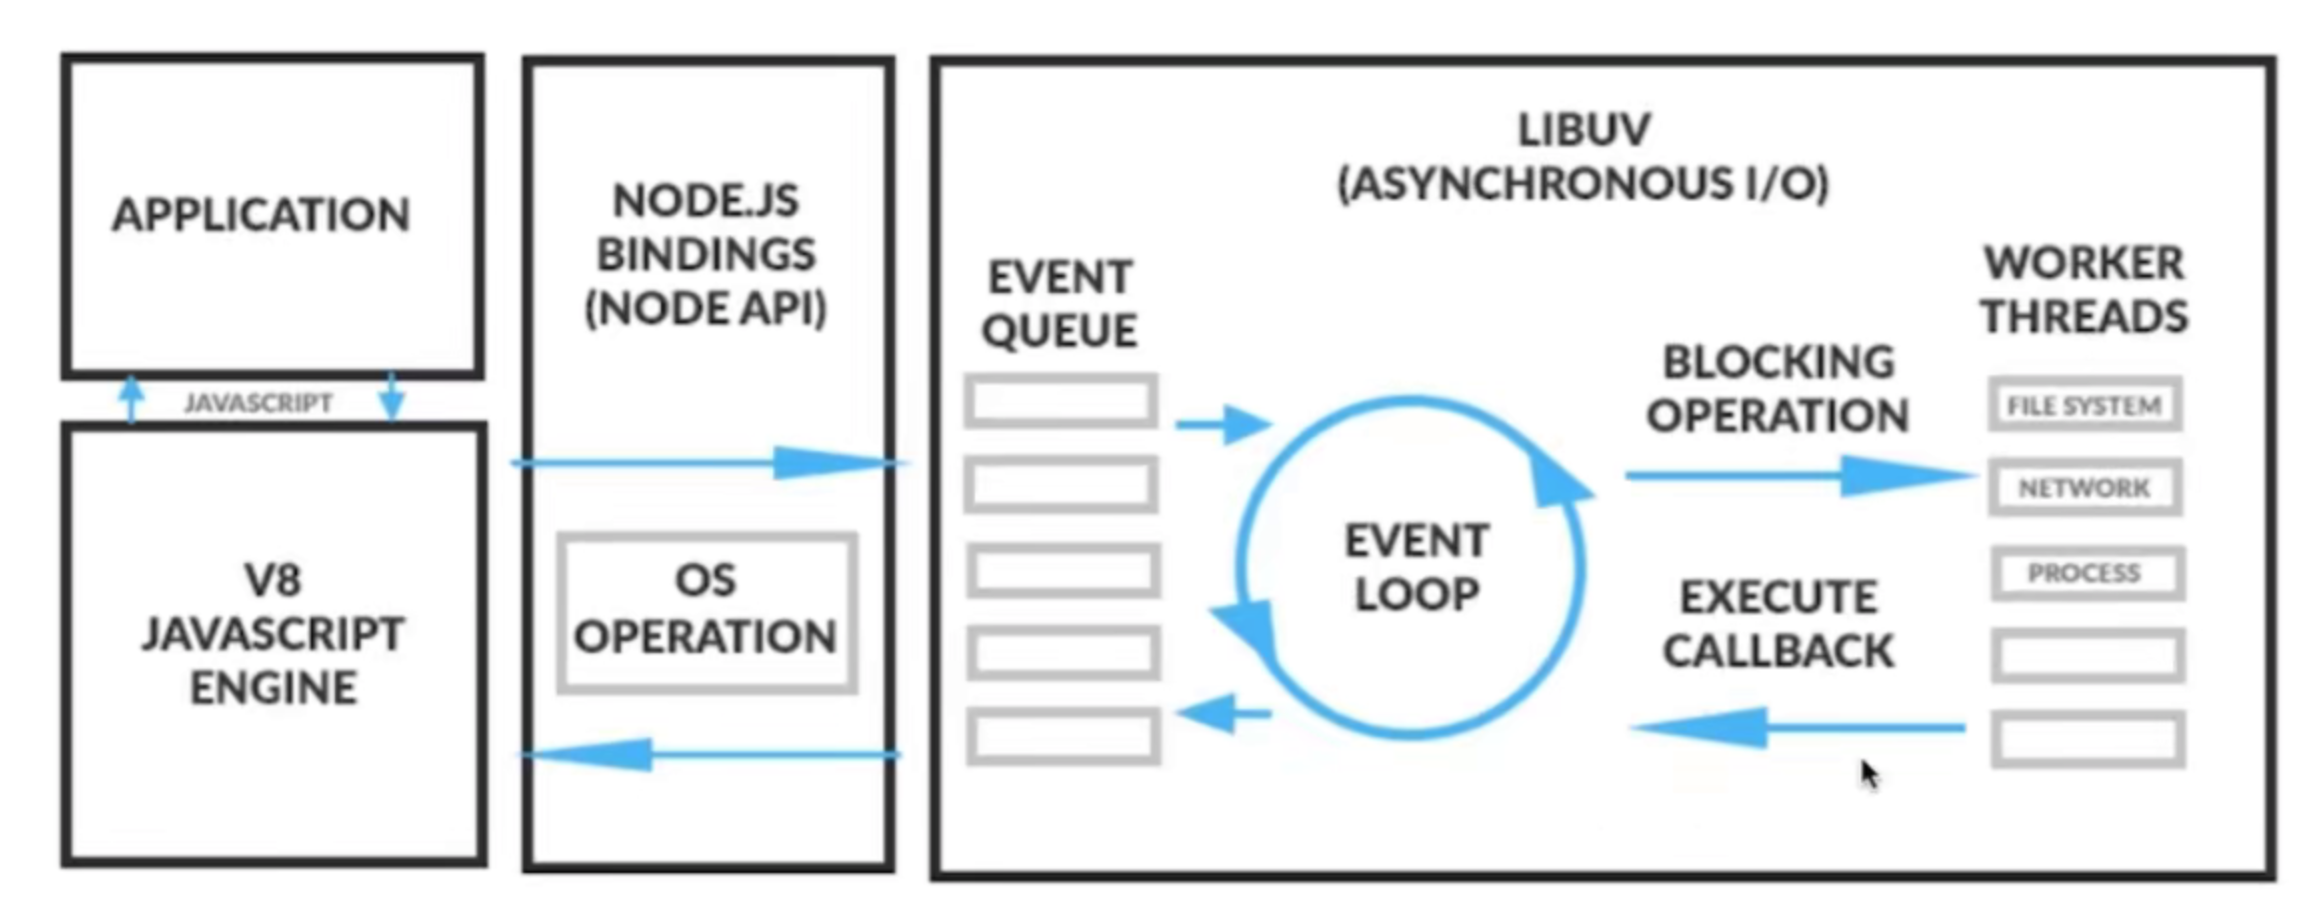 APPLICATION
JAVASCRIPT
V8
JAVASCRIPT
ENGINE
NODE.JS
BINDINGS
(NODE API)
OS
OPERATION
LIBUV
(ASYNCHRONOUS I/O)
EVENT
QUEUE
EVENT
LOOP
BLOCKING
OPERATION
EXECUTE
CALLBACK
WORKER
THREADS
FILE SYSTEM
NETWORK
PROCESS